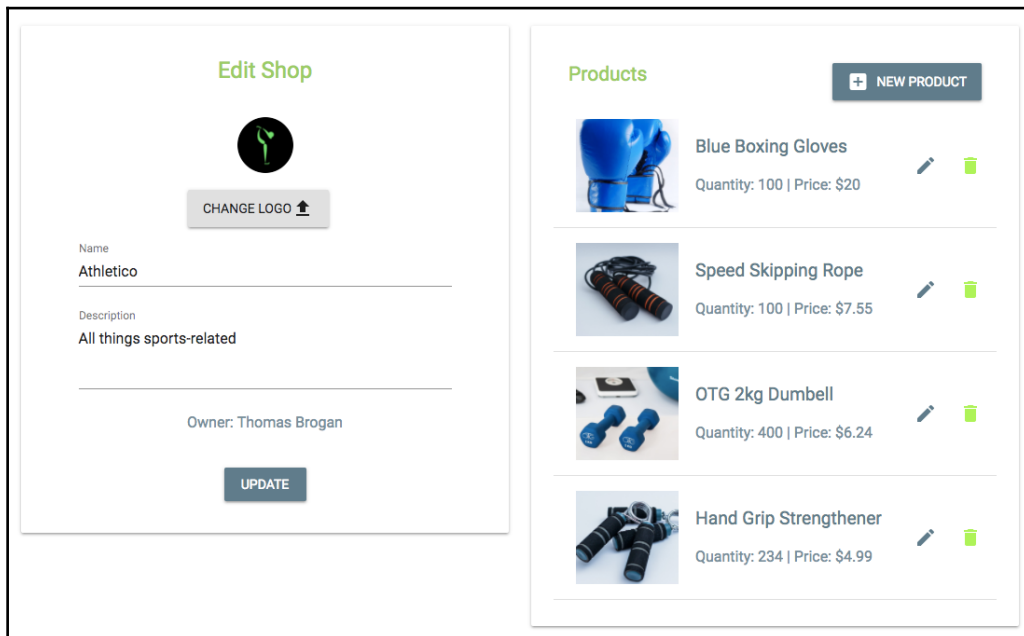 Edit Shop
CHANGE LOGO
Name
Athletico
Description
All things sports-related
Owner: Thomas Brogan
UPDATE
Products
NEW PRODUCT
Blue Boxing Gloves
Quantity: 100 | Price: $20
Speed Skipping Rope
Quantity: 100 | Price: $7.55
OTG 2kg Dumbell
Quantity: 400 | Price: $6.24
Hand Grip Strengthener
Quantity: 234 | Price: $4.99